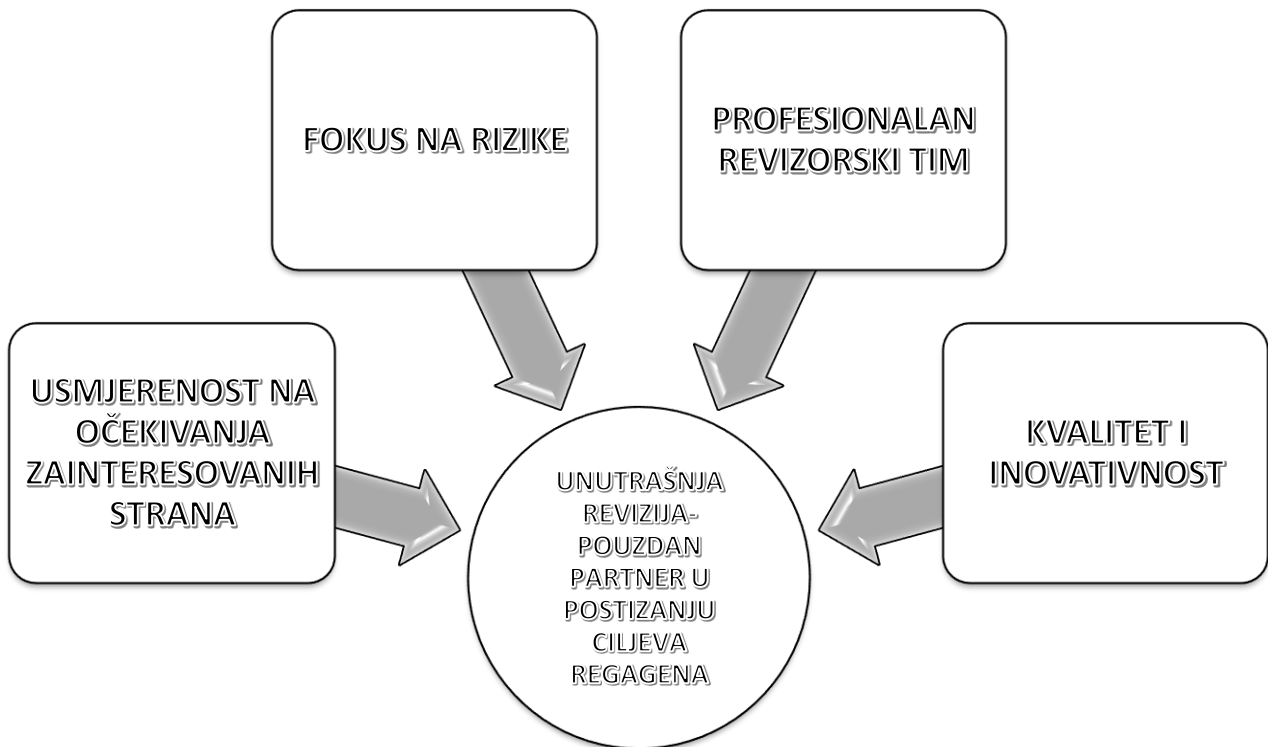 FOKUS NA RIZIKE
PROFESIONALAN
REVIZORSKI TIM
USMJERENOST NA
OČEKIVANJA
ZAINTERESOVANIH
STRANA
KVALITET I
INOVATIVNOST
UNUTRAŠNJA
REVIZIJA-
POUZDAN
PARTNER U
POSTIZANJU
CILJEVA
REGAGENA